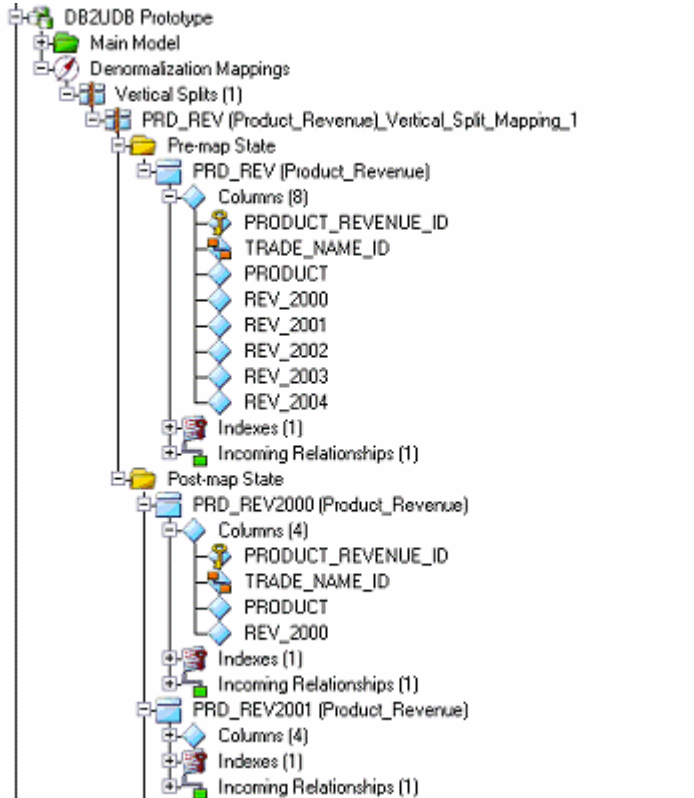 DB2UDB Prototype
Main Model
Denormalization Mappings
Vertical Splits (1)
PRD_REV (Product_Revenue)_Vertical_Split_Mapping_1
Pre-map State
PRD_REV (Product_Revenue)
Columns (8)
PRODUCT_REVENUE_ID
TRADE_NAME_ID
PRODUCT
REV_2000
REV_2001
REV_2002
REV_2003
REV_2004
Indexes (1)
Incoming Relationships (1)
Post-map State
PRD_REV2000 (Product_Revenue)
Columns (4)
PRODUCT_REVENUE_ID
TRADE_NAME_ID
PRODUCT
REV_2000
Indexes (1)
Incoming Relationships (1)
PRD_REV2001 (Product_Revenue)
Columns (4)
Indexes (1)
Incoming Relationships (1)